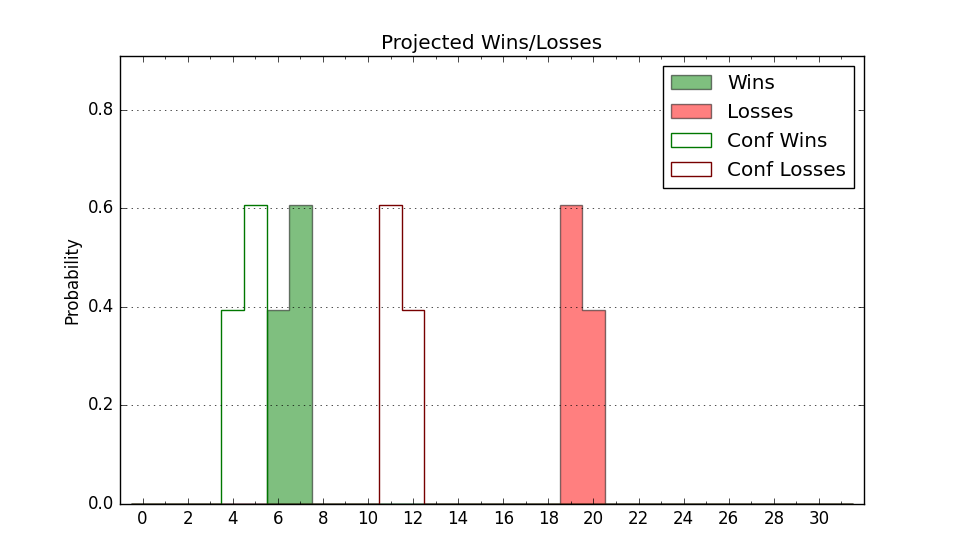 Projected Wins/Losses
Wins
Losses
Conf Wins
Conf Losses
Probability
0.8
0.6
0.4
0.2
0.0
0 2 4 6 8 10 12 14 16 18 20 22 24 26 28 30